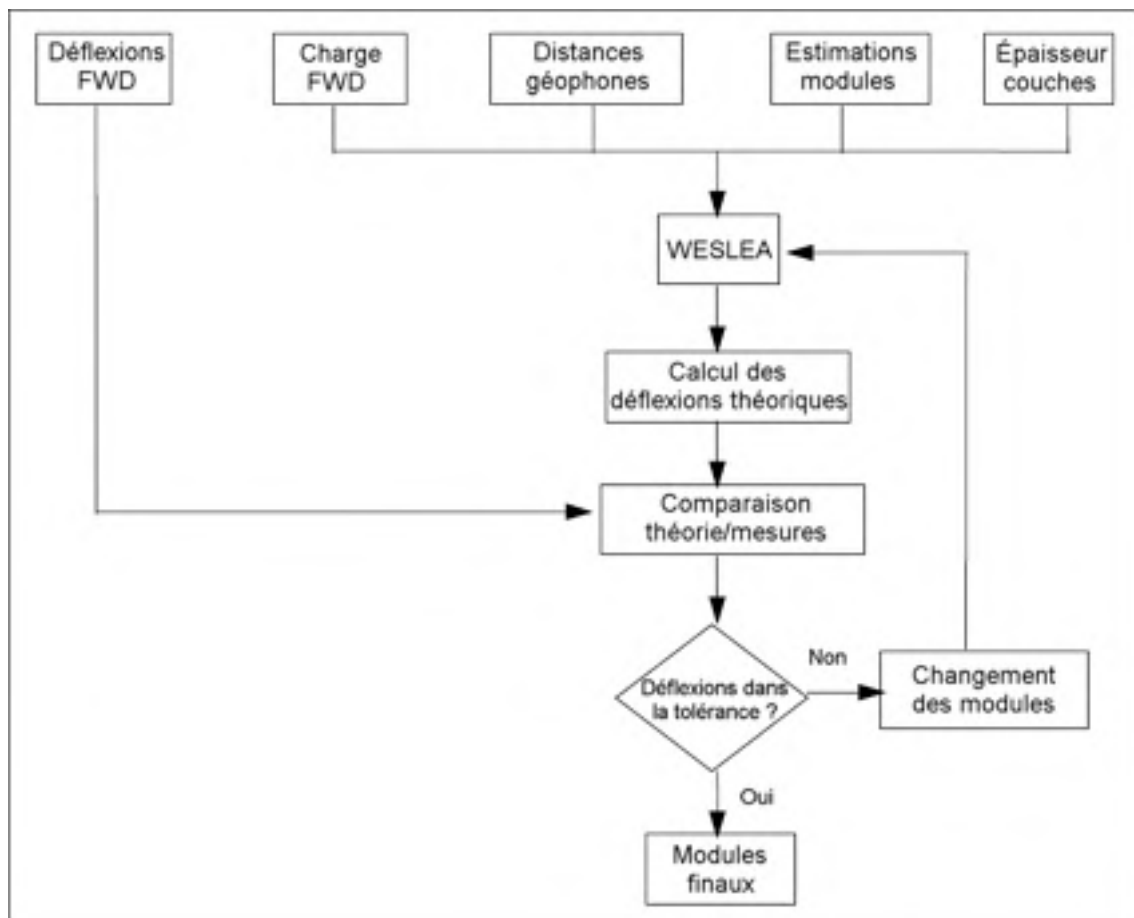 Déflexions
FWD
Charge
FWD
Distances
géophones
Estimations
modules
Épaisseur
couches
WESLEA
Calcul des
déflexions théoriques
Comparaison
théorie/mesures
Déflexions dans
la tolérance ?
Non
Changement
des modules
Oui
Modules
finaux